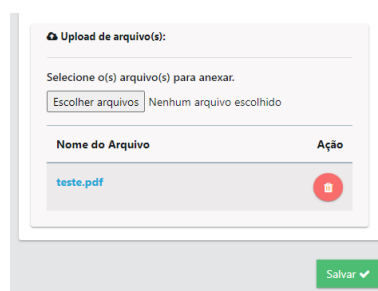 Upload de arquivo(s):
Selecione o(s) arquivo(s) para anexar.
Escolher arquivos Nenhum arquivo escolhido
Nome do Arquivo Ação
teste.pdf
Salvar